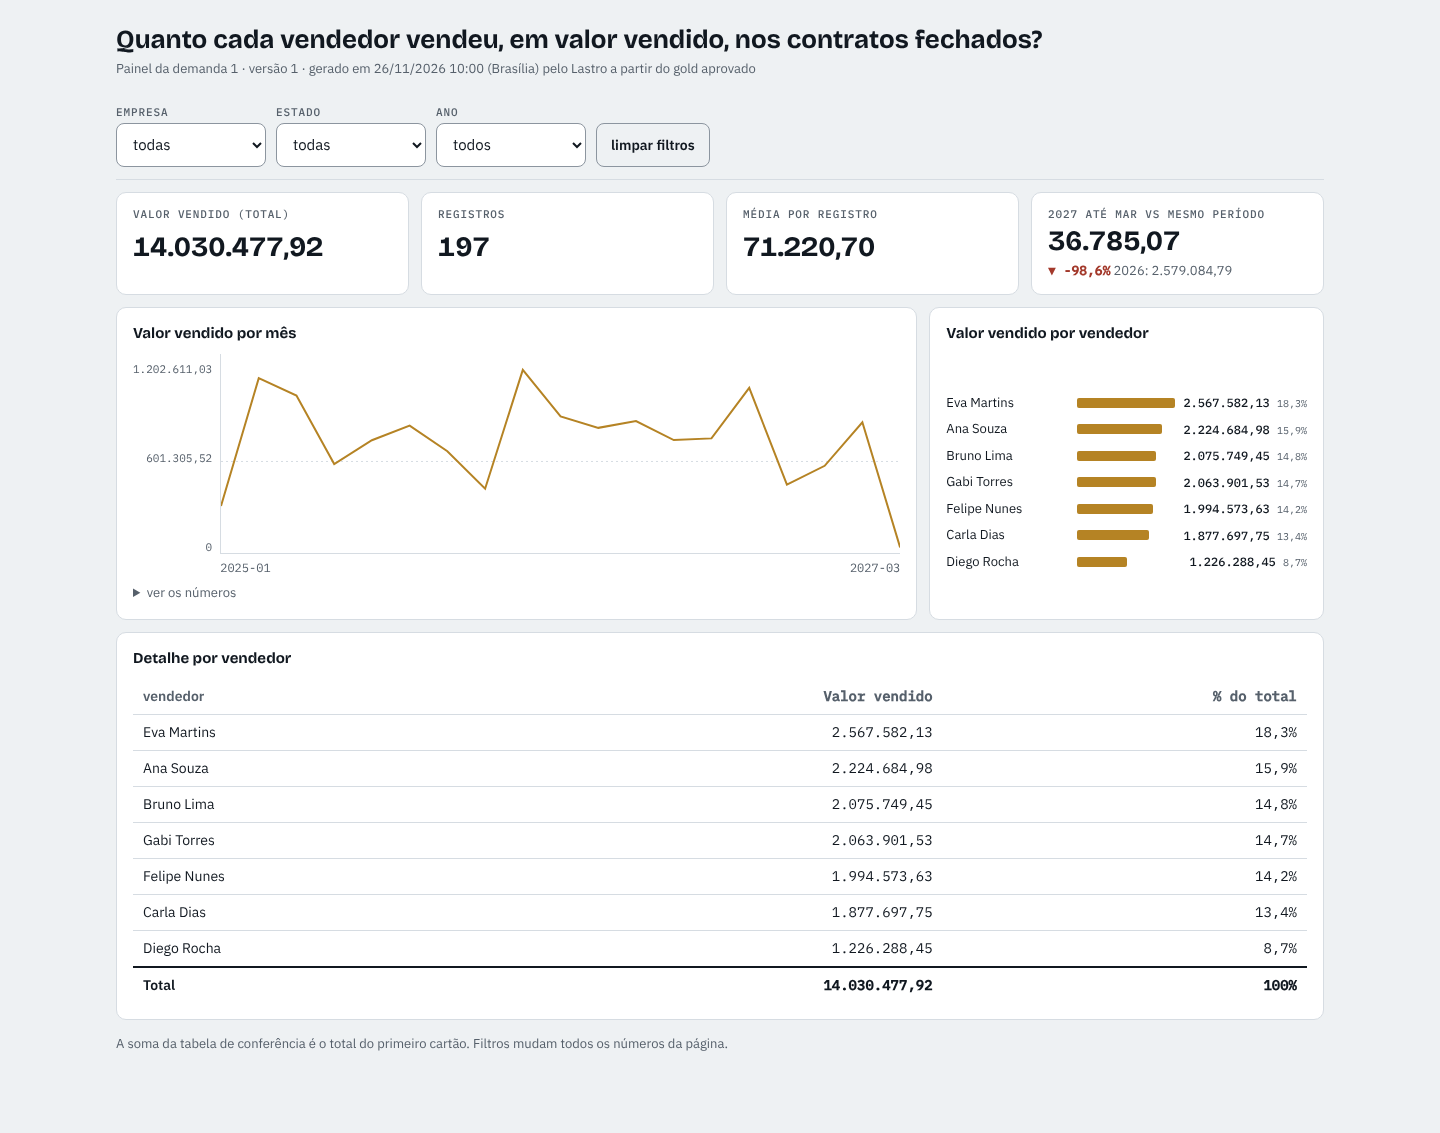 Quanto cada vendedor vendeu, em valor vendido, nos contratos fechados?
Painel da demanda 1 · versão 1 · gerado em 26/11/2026 10:00 (Brasília) pelo Lastro a partir do gold aprovado
EMPRESA ESTADO ANO
todas todas todos limpar filtros
VALOR VENDIDO (TOTAL)
14.030.477,92
REGISTROS
197
MÉDIA POR REGISTRO
71.220,70
2027 ATÉ MAR VS MESMO PERÍODO
36.785,07
▼ -98,6% 2026: 2.579.084,79
Valor vendido por mês
1.202.611,03
601.305,52
0
2025-01 2027-03
▶ ver os números
Valor vendido por vendedor
Eva Martins 2.567.582,13 18,3%
Ana Souza 2.224.684,98 15,9%
Bruno Lima 2.075.749,45 14,8%
Gabi Torres 2.063.901,53 14,7%
Felipe Nunes 1.994.573,63 14,2%
Carla Dias 1.877.697,75 13,4%
Diego Rocha 1.226.288,45 8,7%
Detalhe por vendedor
vendedor Valor vendido % do total
Eva Martins 2.567.582,13 18,3%
Ana Souza 2.224.684,98 15,9%
Bruno Lima 2.075.749,45 14,8%
Gabi Torres 2.063.901,53 14,7%
Felipe Nunes 1.994.573,63 14,2%
Carla Dias 1.877.697,75 13,4%
Diego Rocha 1.226.288,45 8,7%
Total 14.030.477,92 100%
A soma da tabela de conferência é o total do primeiro cartão. Filtros mudam todos os números da página.